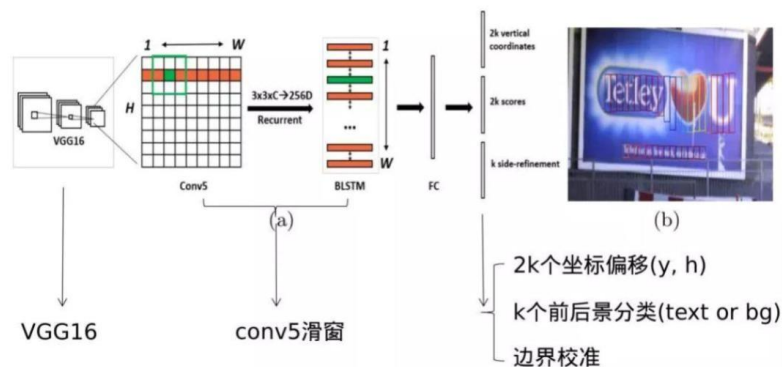 1
W
H
VGG16
Conv5
3x3xC→256D
Recurrent
1
...
W
BLSTM
FC
2k vertical
coordinates
2k scores
k side-refinement
Tetley
U
(a)
(b)
VGG16
conv5滑窗
2k个坐标偏移(y, h)
k个前后景分类(text or bg)
边界校准